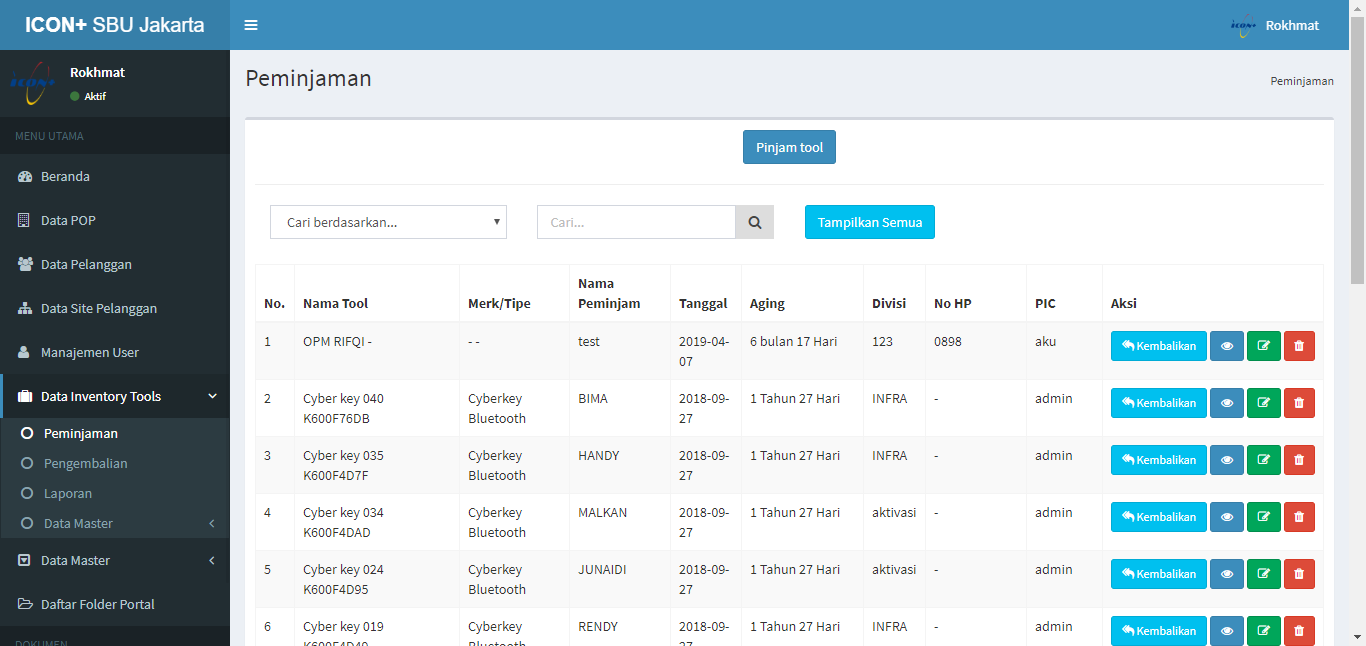 ICON+ SBU Jakarta
Rokhmat
Rokhmat
Aktif
MENU UTAMA
Beranda
Data POP
Data Pelanggan
Data Site Pelanggan
Manajemen User
Data Inventory Tools
Peminjaman
Pengembalian
Laporan
Data Master
Data Master
Daftar Folder Portal
DOKUMEN
Peminjaman
Peminjaman
Pinjam tool
Cari berdasarkan...
Cari...
Tampilkan Semua
No. Nama Tool Merk/Tipe Nama Peminjam Tanggal Aging Divisi No HP PIC Aksi
1 OPM RIFQI - - - test 2019-04-07 6 bulan 17 Hari 123 0898 aku Kembalikan
2 Cyber key 040 K600F76DB Cyberkey Bluetooth BIMA 2018-09-27 1 Tahun 27 Hari INFRA - admin Kembalikan
3 Cyber key 035 K600F4D7F Cyberkey Bluetooth HANDY 2018-09-27 1 Tahun 27 Hari INFRA - admin Kembalikan
4 Cyber key 034 K600F4DAD Cyberkey Bluetooth MALKAN 2018-09-27 1 Tahun 27 Hari aktivasi - admin Kembalikan
5 Cyber key 024 K600F4D95 Cyberkey Bluetooth JUNAIDI 2018-09-27 1 Tahun 27 Hari aktivasi - admin Kembalikan
6 Cyber key 019 K600F4D40 Cyberkey Bluetooth RENDY 2018-09-27 1 Tahun 27 Hari INFRA - admin Kembalikan